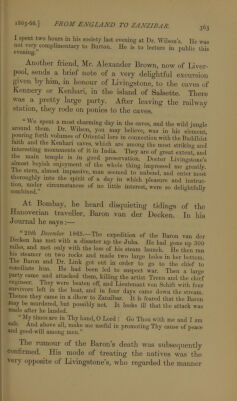 1865-66.] FROM ENGLAND TO ZANZIBAR. 363
I spent two hours in his society last evening at Dr. Wilson's. He was
not very complimentary to Burton. He is to lecture in public this
evening."
Another friend, Mr. Alexander Brown, now of Liver-
pool, sends a brief note of a very delightful excursion
given by him, in honour of Livingstone, to the caves of
Kennery or Kenhari, in the island of Salsette. There
was a pretty large party. After leaving the railway
station, they rode on ponies to the caves.
"We spent a most charming day in the caves, and the wild jungle
around them. Dr. Wilson, you may believe, was in his element,
pouring forth volumes of Oriental lore in connection with the Buddhist
faith and the Kenhari caves, which are among the most striking and
interesting monuments of it in India. They are of great extent, and
the main temple is in good preservation. Doctor Livingstone's
almost boyish enjoyment of the whole thing impressed me greatly.
The stern, almost impassive, man seemed to unbend, and enter most
thoroughly into the spirit of a day in which pleasure and instruc-
tion, under circumstances of no little interest, were so delightfully
combined."
At Bombay, he heard disquieting tidings of the
Hanoverian traveller, Baron van der Decken. In his
Journal he says:—
"29th December 1865.—The expedition of the Baron van der
Decken has met with a disaster up the Juba. He had gone up 300
miles, and met only with the loss of his steam launch. He then ran
his steamer on two rocks and made two large holes in her bottom.
The Baron and Dr. Link got out in order to go to the chief to
conciliate him. He had been led to suspect war. Then a large
party came and attacked them, killing the artist Trenn and the chief
engineer. They were beaten off, and Lieutenant von Schift with four
survivors left in the boat, and in four days came down the stream.
Thence they came in a dhow to Zanzibar. It is feared that the Baron
may be murdered, but possibly not. It looks ill that the attack was
made after he landed.
"My times are in Thy hand, O Lord! Go Thou with me and I am
safe. And above all, make me useful in promoting Thy cause of peace
and good-will among men."
The rumour of the Baron's death was subsequently
confirmed. His mode of treating the natives was the
very opposite of Livingstone's, who regarded the manner